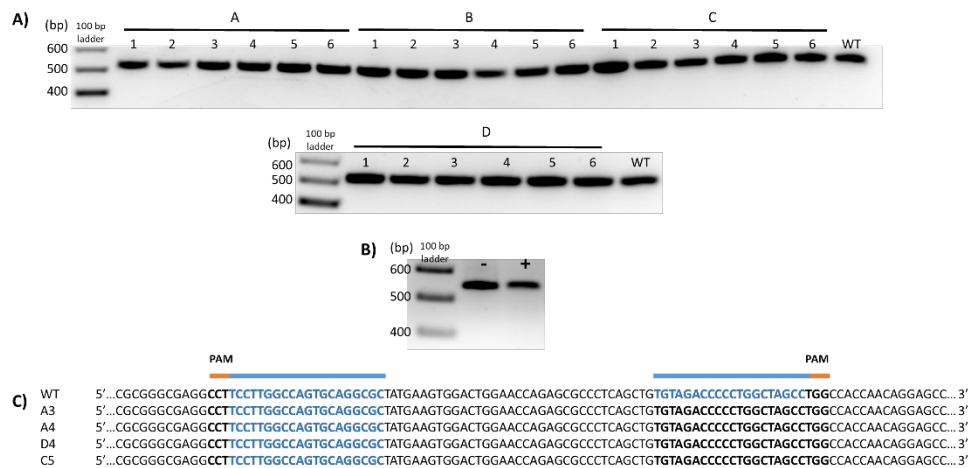 A)
(bp)
100 bp
ladder
A
B
C
1 2 3 4 5 6 1 2 3 4 5 6 1 2 3 4 5 6 WT
600
500
400
(bp)
100 bp
ladder
D
1 2 3 4 5 6 WT
600
500
400
B)
(bp)
100 bp
ladder
- +
600
500
400
PAM PAM
C)
WT 5’...CGCGGGCGAGGCCTTCCTTGGCCAGTGCAGGCGCTATGAAGTGGACTGGAACCAGAGCGCCCTCAGCTGTGTAGACCCCCTGGCTAGCCTGGCCACCAACAGGAGCC... 3’
A3 5’...CGCGGGCGAGGCCTTCCTTGGCCAGTGCAGGCGCTATGAAGTGGACTGGAACCAGAGCGCCCTCAGCTGTGTAGACCCCCTGGCTAGCCTGGCCACCAACAGGAGCC... 3’
A4 5’...CGCGGGCGAGGCCTTCCTTGGCCAGTGCAGGCGCTATGAAGTGGACTGGAACCAGAGCGCCCTCAGCTGTGTAGACCCCCTGGCTAGCCTGGCCACCAACAGGAGCC... 3’
D4 5’...CGCGGGCGAGGCCTTCCTTGGCCAGTGCAGGCGCTATGAAGTGGACTGGAACCAGAGCGCCCTCAGCTGTGTAGACCCCCTGGCTAGCCTGGCCACCAACAGGAGCC... 3’
C5 5’...CGCGGGCGAGGCCTTCCTTGGCCAGTGCAGGCGCTATGAAGTGGACTGGAACCAGAGCGCCCTCAGCTGTGTAGACCCCCTGGCTAGCCTGGCCACCAACAGGAGCC... 3’